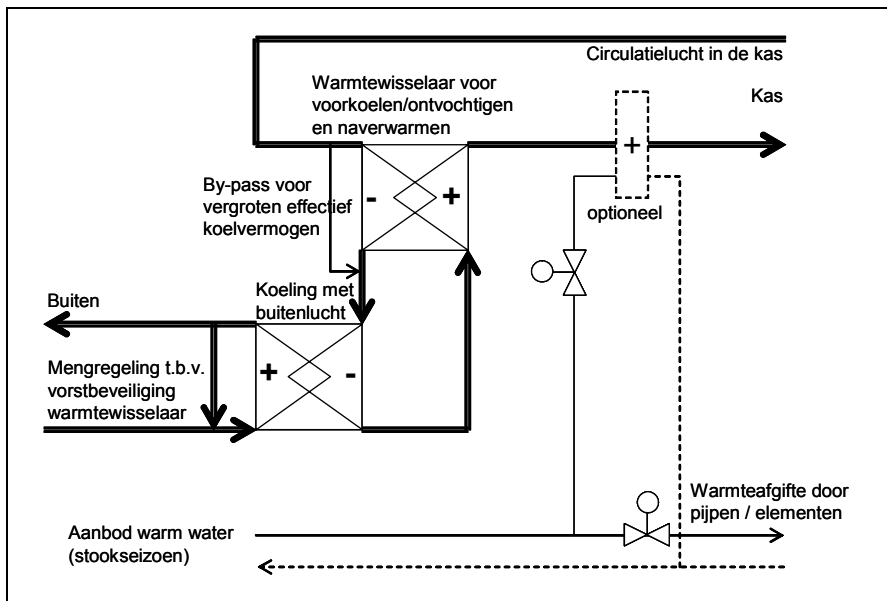 Circulatielucht in de kas
Warmtewisselaar voor
voorkoelen/ontvochtigen
en naverwarmen
Kas
+
By-pass voor
vergroten effectief
koelvermogen
- +
optioneel
Koeling met
buitenlucht
Buiten
Mengregeling t.b.v.
vorstbeveiliging
warmtewisselaar
+ -
Warmteafgifte door
pijpen / elementen
Aanbod warm water
(stookseizoen)